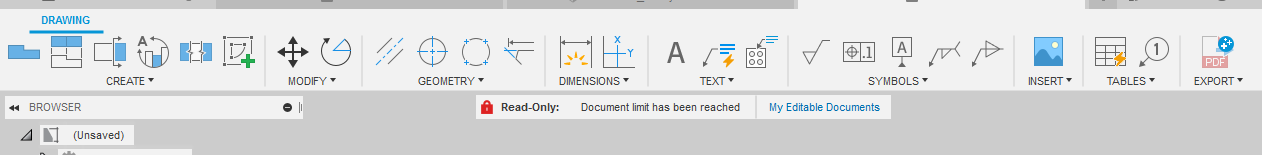 DRAWING
CREATE MODIFY GEOMETRY DIMENSIONS TEXT SYMBOLS INSERT TABLES EXPORT
BROWSER
Read-Only: Document limit has been reached My Editable Documents
(Unsaved)